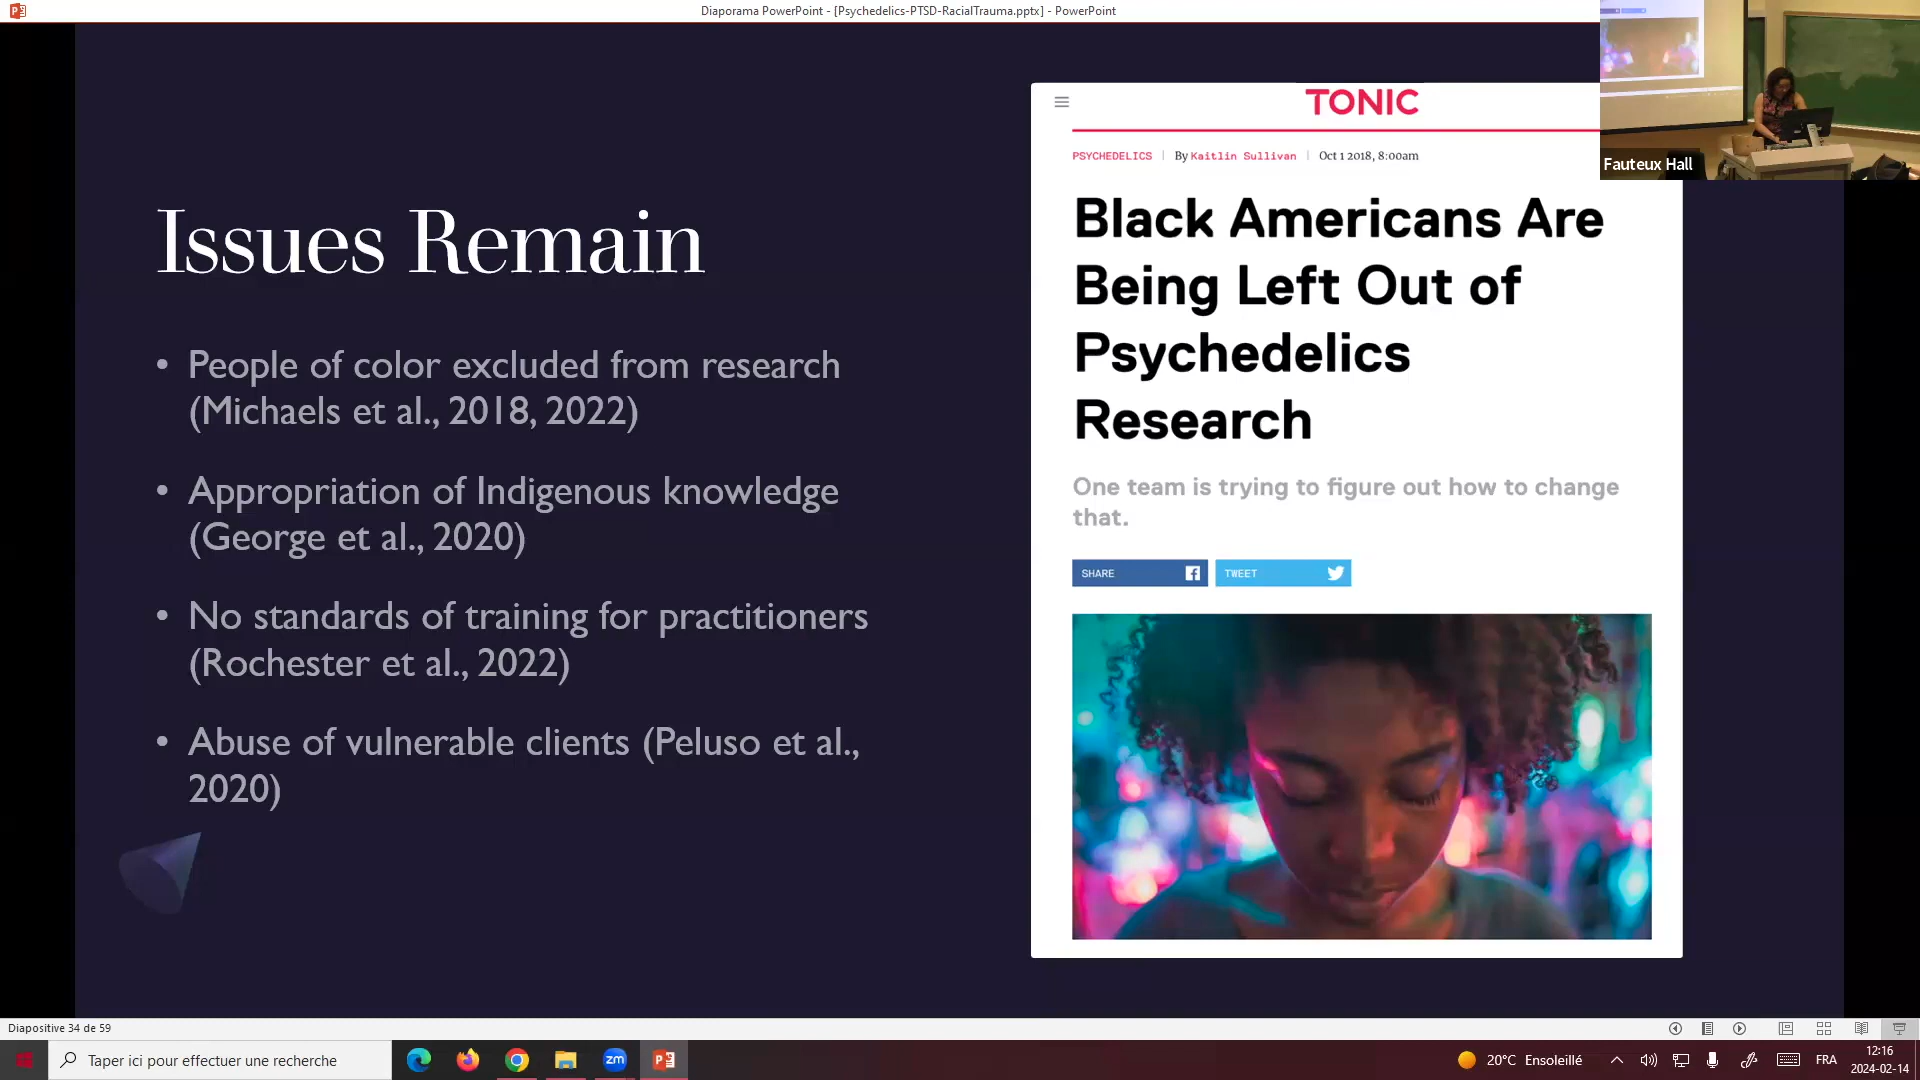 Diaporama PowerPoint - [Psychedelics-PTSD-RacialTrauma.pptx] - PowerPoint
Issues Remain
• People of color excluded from research
(Michaels et al., 2018, 2022)
• Appropriation of Indigenous knowledge
(George et al., 2020)
• No standards of training for practitioners
(Rochester et al., 2022)
• Abuse of vulnerable clients (Peluso et al.,
2020)
TONIC
PSYCHEDELICS | By Kaitlin Sullivan | Oct 1 2018, 8:00am
Black Americans Are
Being Left Out of
Psychedelics
Research
One team is trying to figure out how to change
that.
SHARE
TWEET
Fauteux Hall
Diapositive 34 de 59
Taper ici pour effectuer une recherche
zm
20°C Ensoleillé
FRA
12:16
2024-02-14